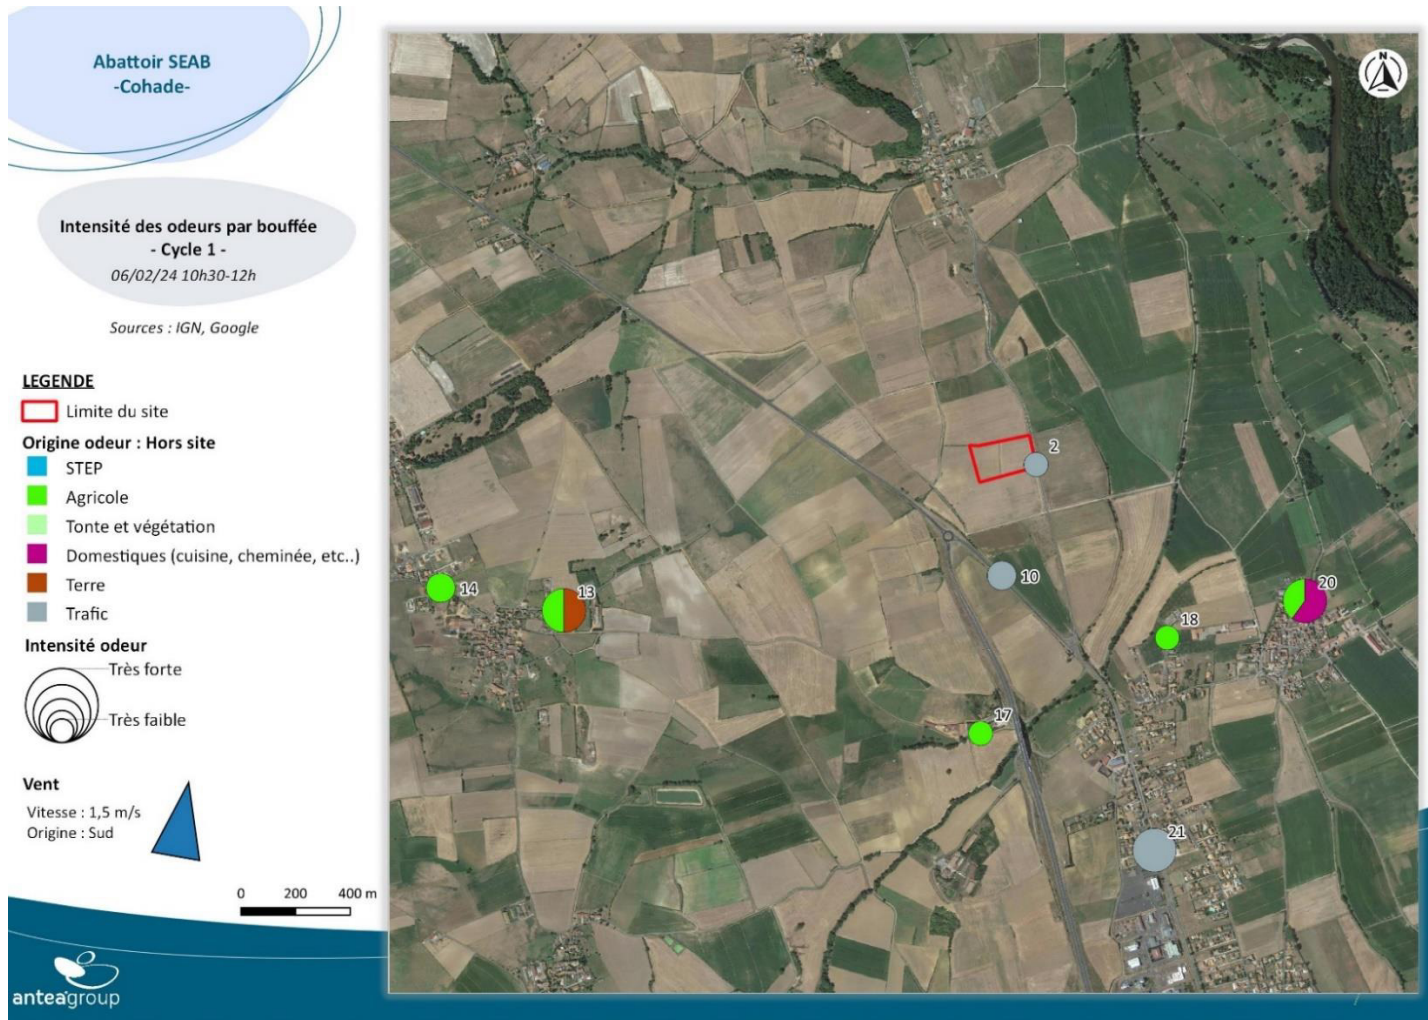 Abattoir SEAB
-Cohade-
Intensité des odeurs par bouffée
- Cycle 1 -
06/02/24 10h30-12h
Sources : IGN, Google
LEGENDE
Limite du site
Origine odeur : Hors site
STEP
Agricole
Tonte et végétation
Domestiques (cuisine, cheminée, etc..)
Terre
Trafic
Intensité odeur
Très forte
Très faible
Vent
Vitesse : 1,5 m/s
Origine : Sud
0 200 400 m
anteagroup
N
2
10
14
13
20
18
17
21
7